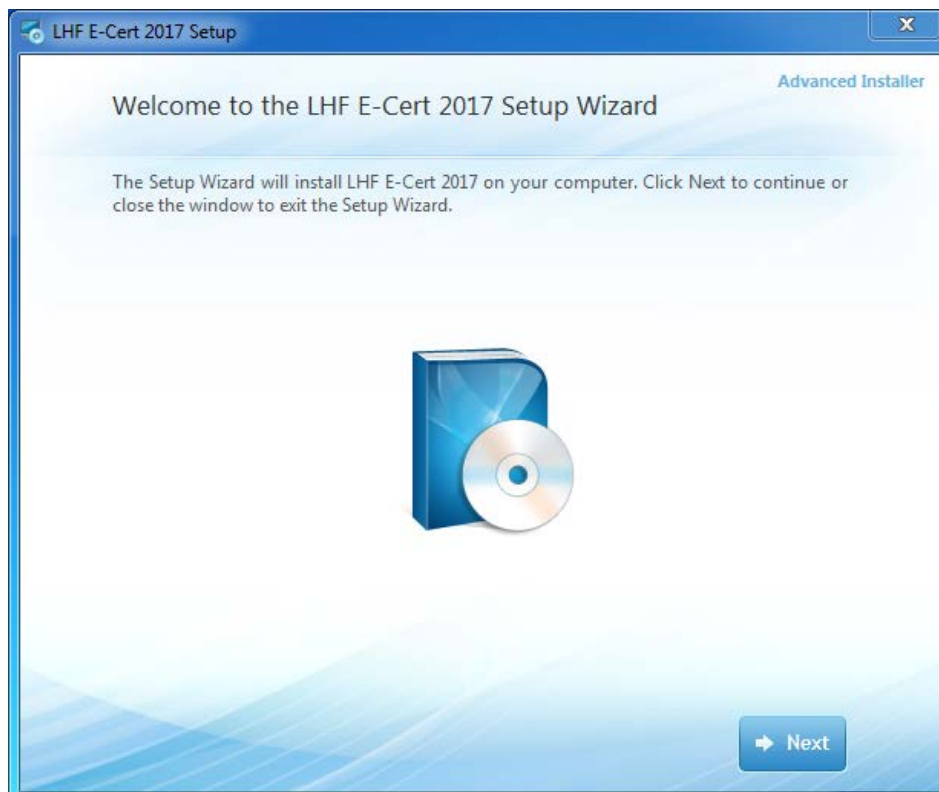 LHF E-Cert 2017 Setup
Advanced Installer
Welcome to the LHF E-Cert 2017 Setup Wizard
The Setup Wizard will install LHF E-Cert 2017 on your computer. Click Next to continue or
close the window to exit the Setup Wizard.
Next